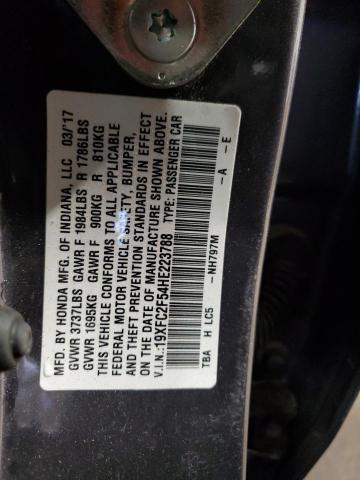 MFD. BY HONDA MFG. OF INDIANA, LLC 03/'17
GVWR 3737LBS GAWR F 1984LBS R 1786LBS
GVWR 1695KG GAWR F 900KG R 810KG
THIS VEHICLE CONFORMS TO ALL APPLICABLE
FEDERAL MOTOR VEHICLE SAFETY, BUMPER,
AND THEFT PREVENTION STANDARDS IN EFFECT
ON THE DATE OF MANUFACTURE SHOWN ABOVE.
V.I.N.:19XFC2F54HE223788 TYPE: PASSENGER CAR
NH797M A E
TBA H LC5